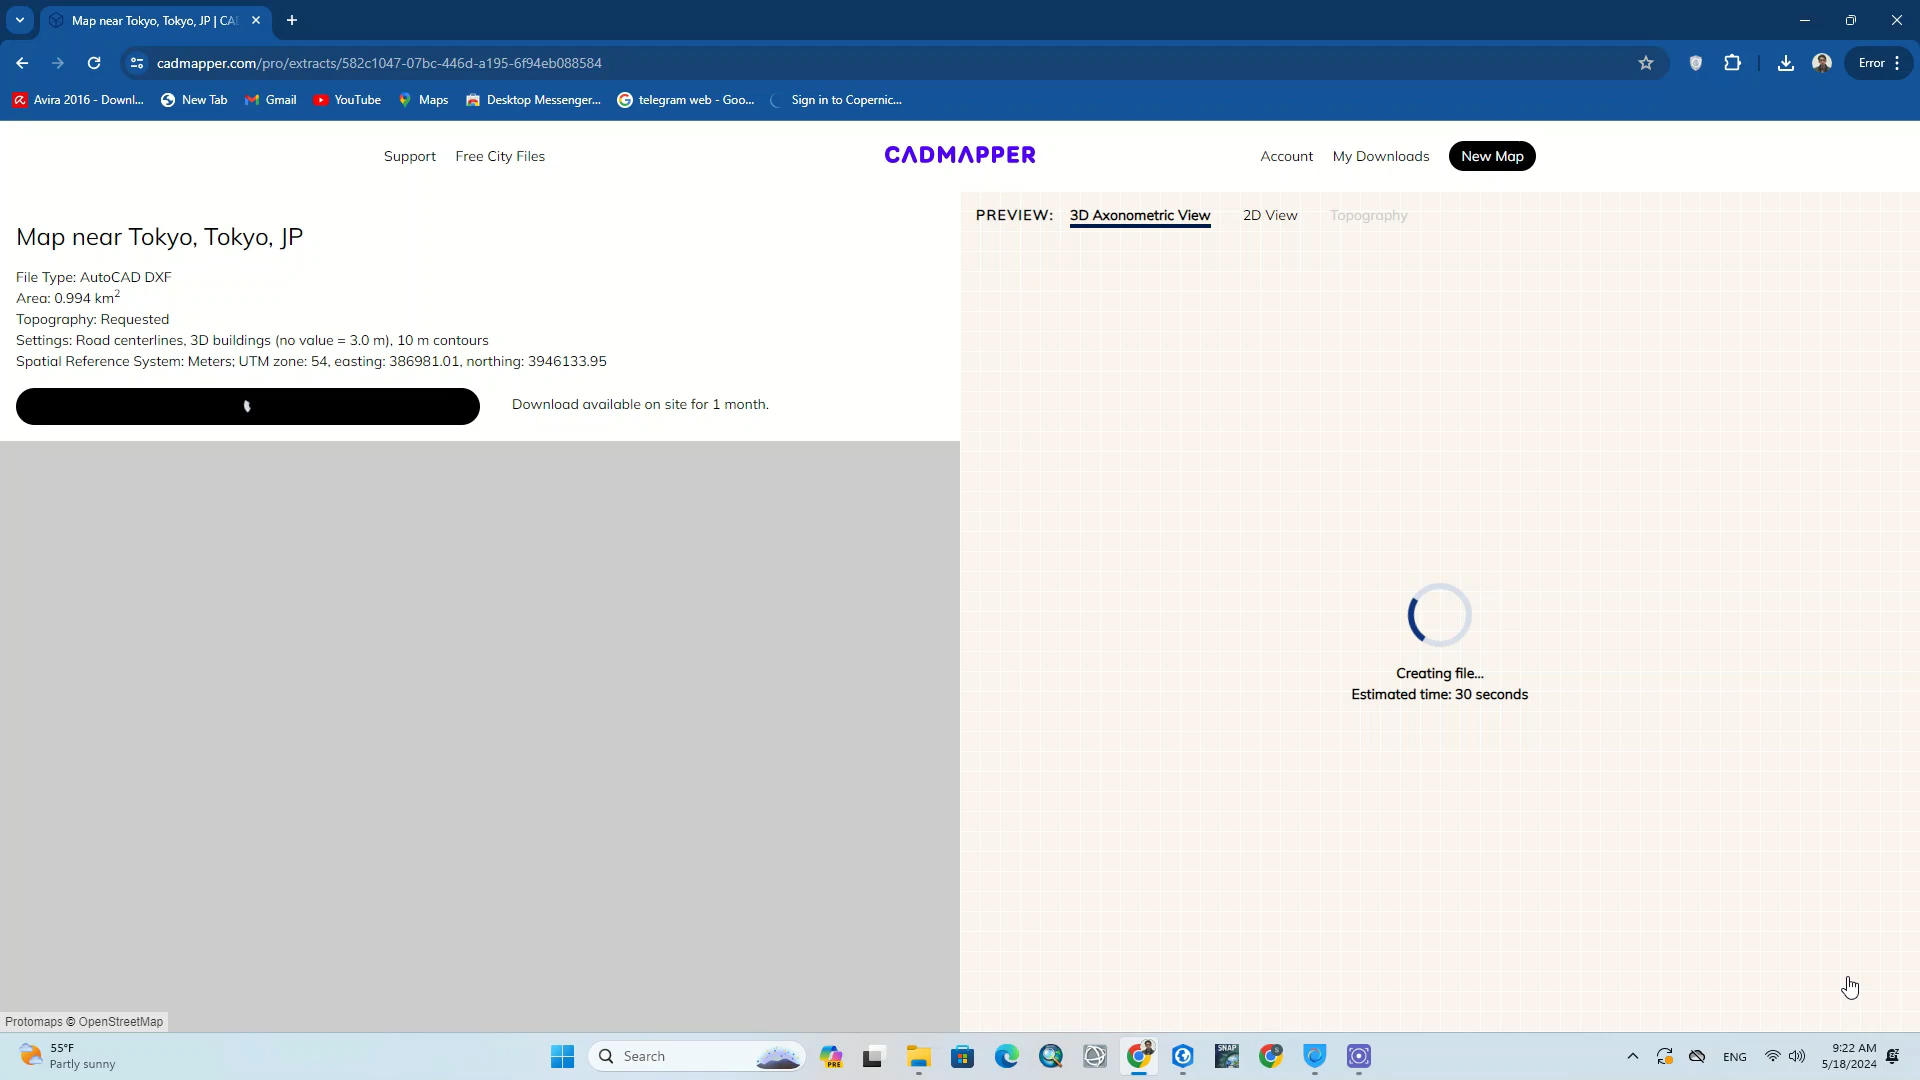 Map near Tokyo, Tokyo, JP | CA
cadmapper.com/pro/extracts/582c1047-07bc-446d-a195-6f94eb088584
Error
Avira 2016 - Downl...
New Tab
Gmail
YouTube
Maps
Desktop Messenger...
telegram web - Goo...
Sign in to Copernic...
Support
Free City Files
CADMAPPER
Account
My Downloads
New Map
Map near Tokyo, Tokyo, JP
File Type: AutoCAD DXF
Area: 0.994 km2
Topography: Requested
Settings: Road centerlines, 3D buildings (no value = 3.0 m), 10 m contours
Spatial Reference System: Meters; UTM zone: 54, easting: 386981.01, northing: 3946133.95
Download available on site for 1 month.
PREVIEW:
3D Axonometric View
2D View
Topography
Creating file...
Estimated time: 30 seconds
Protomaps © OpenStreetMap
55°F
Partly sunny
Search
PRE
SNAP
ENG
9:22 AM
5/18/2024